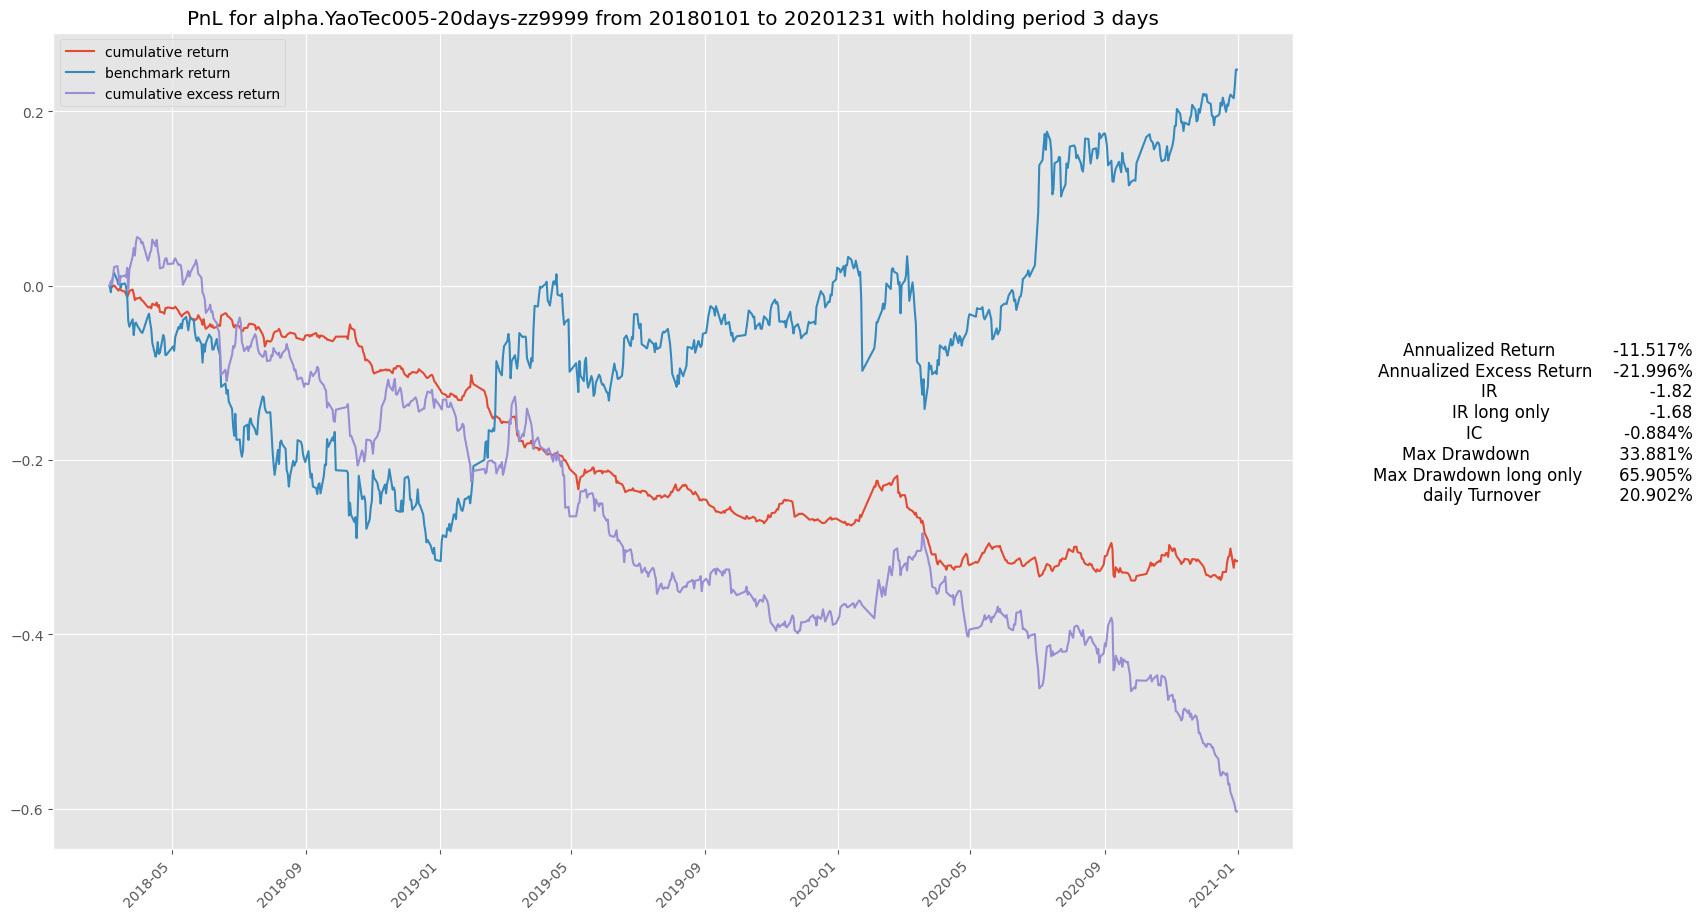 PnL for alpha.YaoTec005-20days-zz9999 from 20180101 to 20201231 with holding period 3 days
cumulative return
benchmark return
cumulative excess return
0.2
0.0
−0.2
−0.4
−0.6
2018-05
2018-09
2019-01
2019-05
2019-09
2020-01
2020-05
2020-09
2021-01
Annualized Return -11.517%
Annualized Excess Return -21.996%
IR -1.82
IR long only -1.68
IC -0.884%
Max Drawdown 33.881%
Max Drawdown long only 65.905%
daily Turnover 20.902%